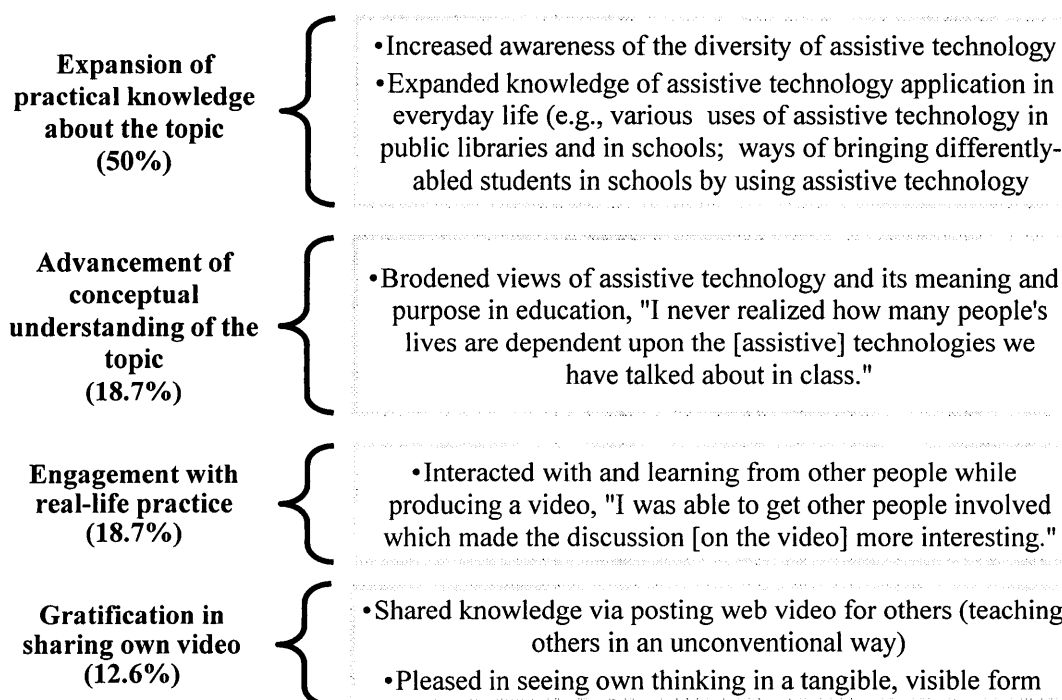 Expansion of
practical knowledge
about the topic
(50%)
•Increased awareness of the diversity of assistive technology
•Expanded knowledge of assistive technology application in
everyday life (e.g., various uses of assistive technology in
public libraries and in schools; ways of bringing differently-
abled students in schools by using assistive technology
Advancement of
conceptual
understanding of the
topic
(18.7%)
•Brodened views of assistive technology and its meaning and
purpose in education, "I never realized how many people's
lives are dependent upon the [assistive] technologies we
have talked about in class."
Engagement with
real-life practice
(18.7%)
•Interacted with and learning from other people while
producing a video, "I was able to get other people involved
which made the discussion [on the video] more interesting."
Gratification in
sharing own video
(12.6%)
•Shared knowledge via posting web video for others (teaching
others in an unconventional way)
•Pleased in seeing own thinking in a tangible, visible form